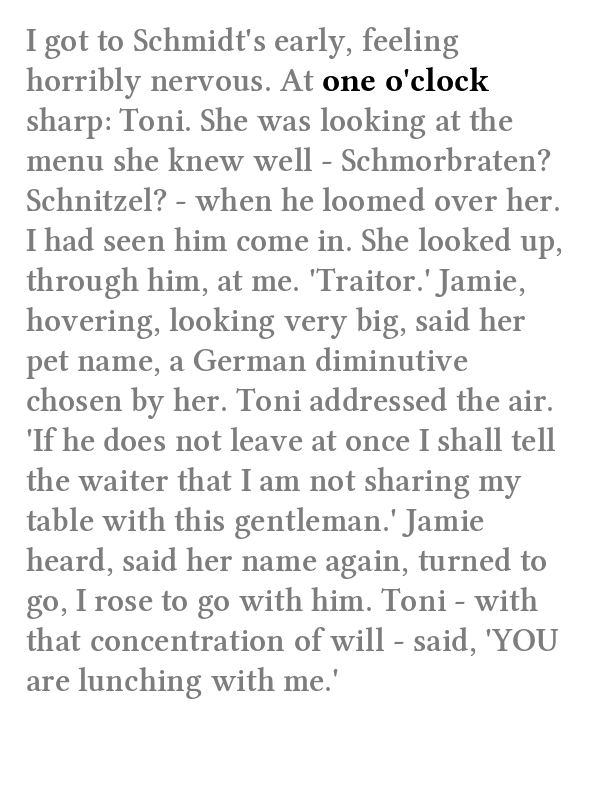 I got to Schmidt's early, feeling
horribly nervous. At one o'clock
sharp: Toni. She was looking at the
menu she knew well - Schmorbraten?
Schnitzel? - when he loomed over her.
I had seen him come in. She looked up,
through him, at me. 'Traitor.' Jamie,
hovering, looking very big, said her
pet name, a German diminutive
chosen by her. Toni addressed the air.
'If he does not leave at once I shall tell
the waiter that I am not sharing my
table with this gentleman.' Jamie
heard, said her name again, turned to
go, I rose to go with him. Toni - with
that concentration of will - said, 'YOU
are lunching with me.'